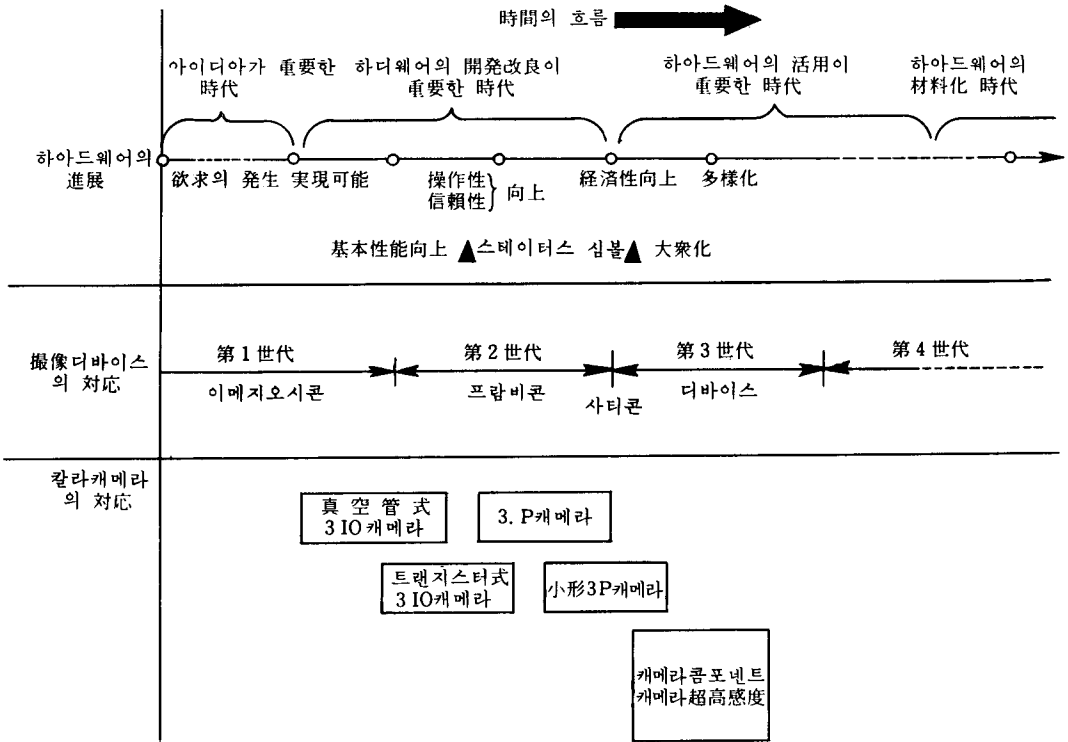 時間의 흐름
아이디아가 重要한
時代
하디웨어의 開発改良이
重要한 時代
하아드웨어의 活用이
重要한 時代
하아드웨어의
材料化 時代
하아드웨어의
進展
欲求의 発生
実現可能
操作性
信賴性
向上
経済性向上
多様化
基本性能向上 ▲스테이터스 심볼▲ 大衆化
撮像디바이스
의 対応
第1世代
第2世代
第3世代
第4世代
이메지오시콘
프람비콘
사티콘
디바이스
칼라캐메라
의 対応
真空管式
3 IO캐메라
3. P캐메라
트랜지스터式
3 IO캐메라
小形3P캐메라
캐메라콤포넨트
캐메라超高感度